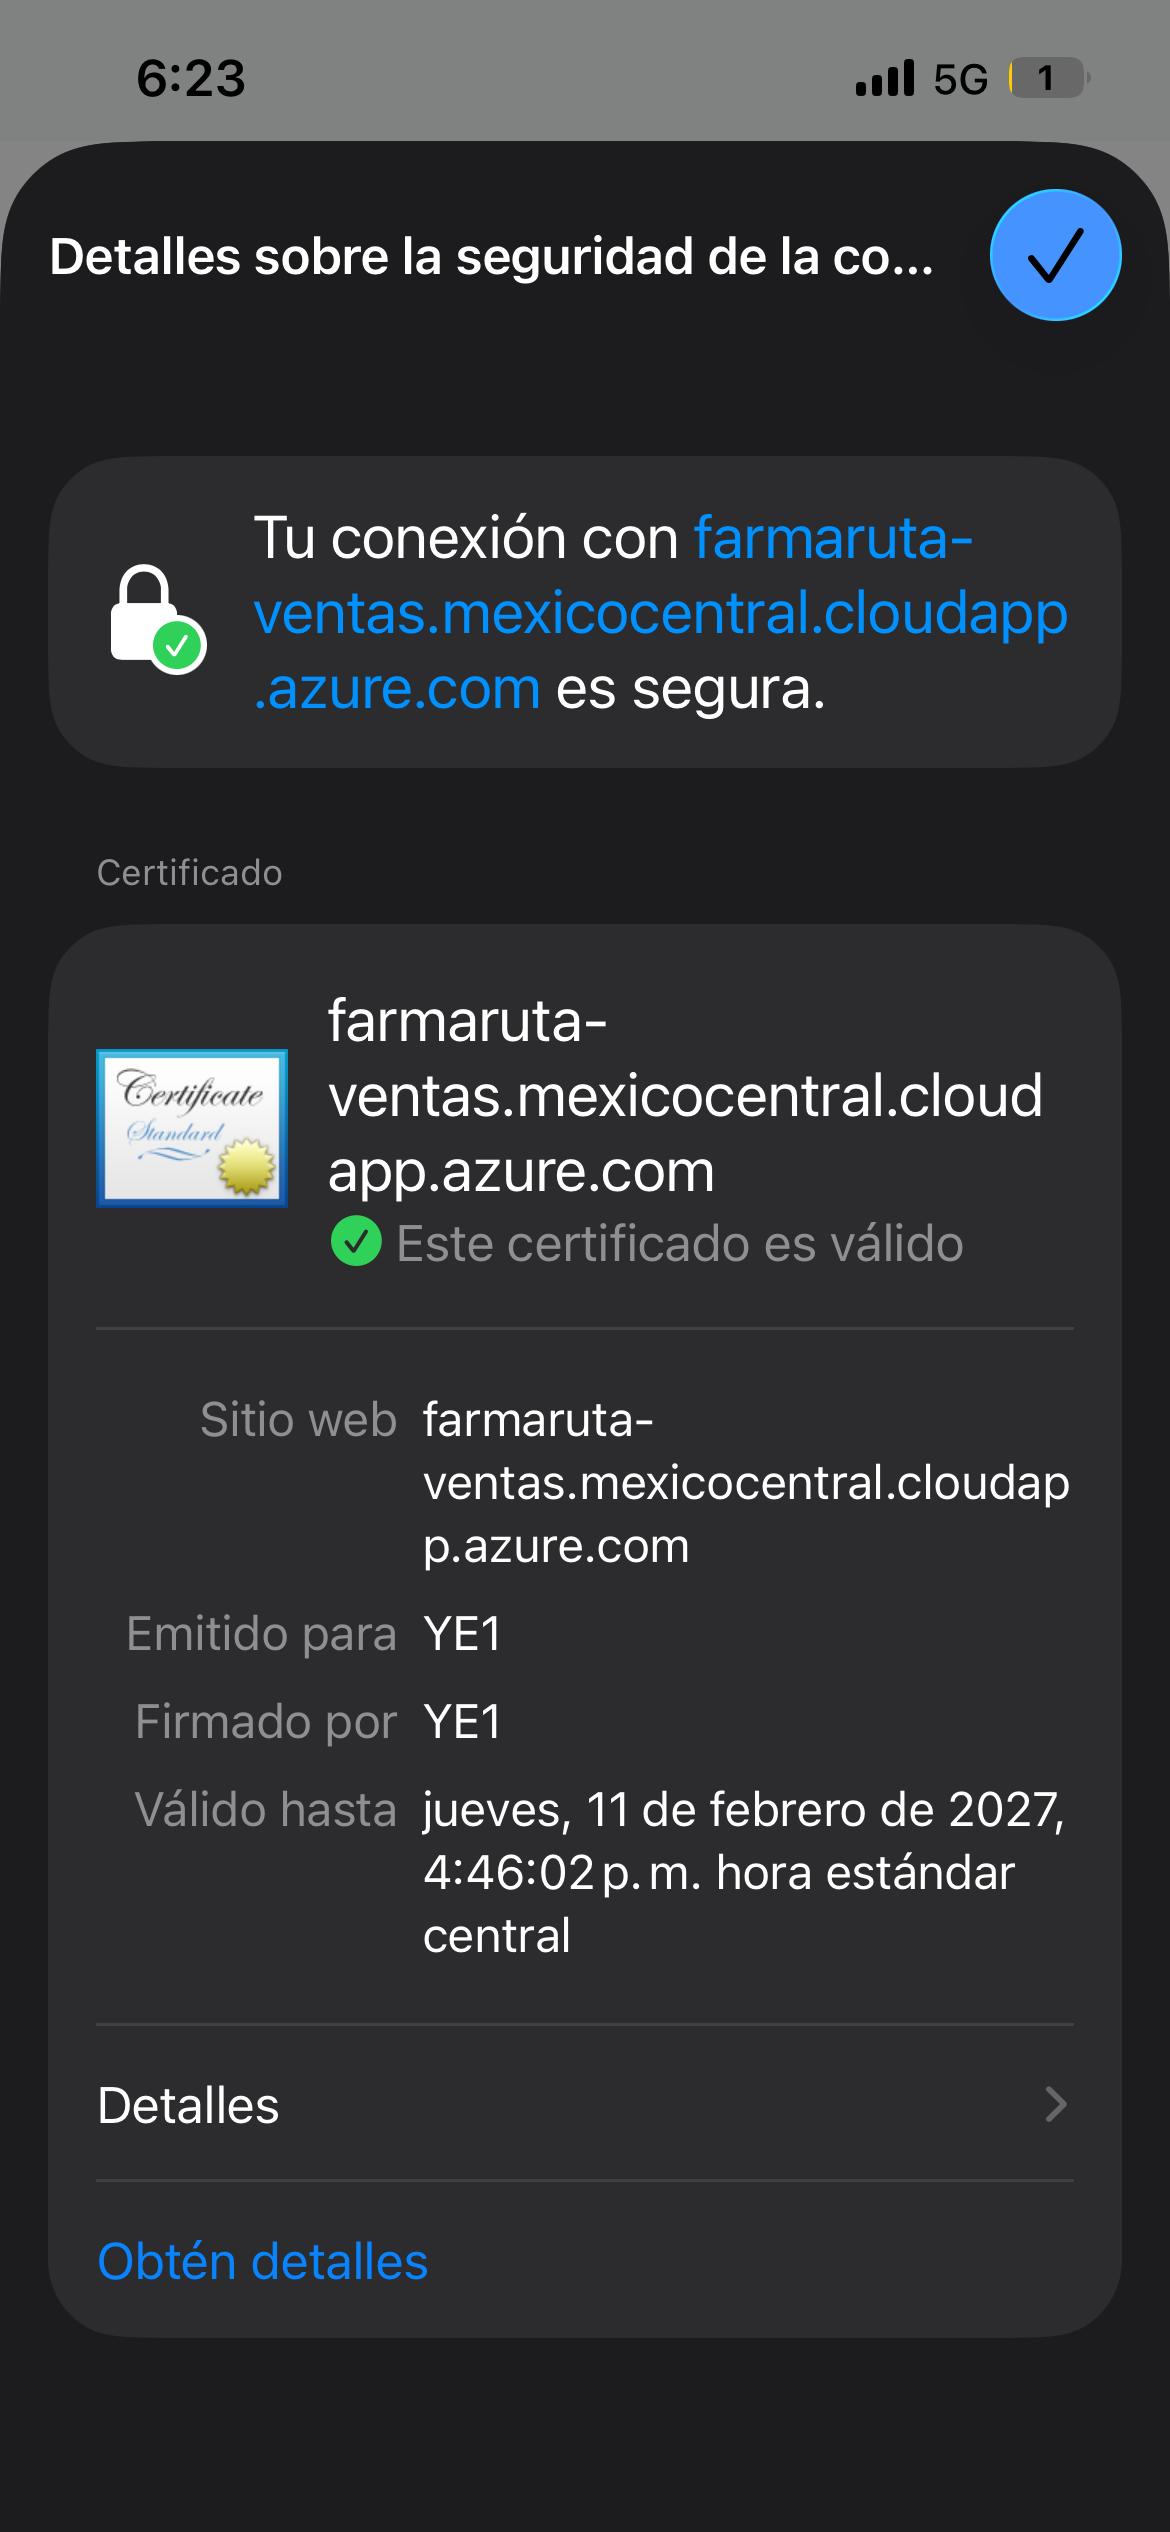 6:23
5G
1
Detalles sobre la seguridad de la co...
Tu conexión con farmaruta-
ventas.mexicocentral.cloudapp
.azure.com es segura.
Certificado
Certificate
Standard
farmaruta-
ventas.mexicocentral.cloud
app.azure.com
Este certificado es válido
Sitio web farmaruta-
ventas.mexicocentral.cloudap
p.azure.com
Emitido para YE1
Firmado por YE1
Válido hasta jueves, 11 de febrero de 2027,
4:46:02 p. m. hora estándar
central
Detalles
Obtén detalles